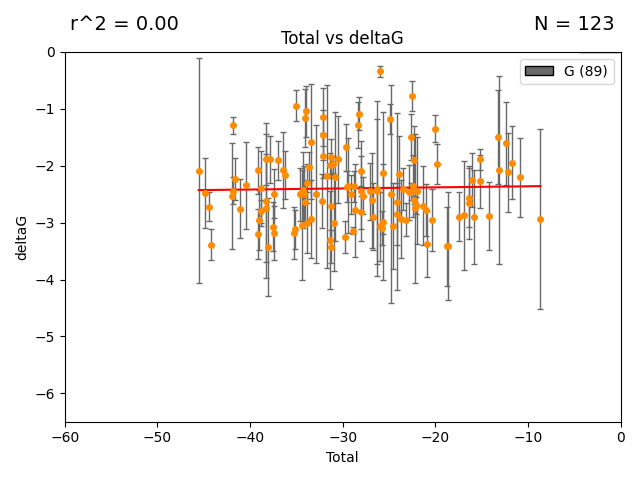 r^2 = 0.00
N = 123
Total vs deltaG
G (89)
0
−1
−2
−3
−4
−5
−6
deltaG
−60 −50 −40 −30 −20 −10 0
Total